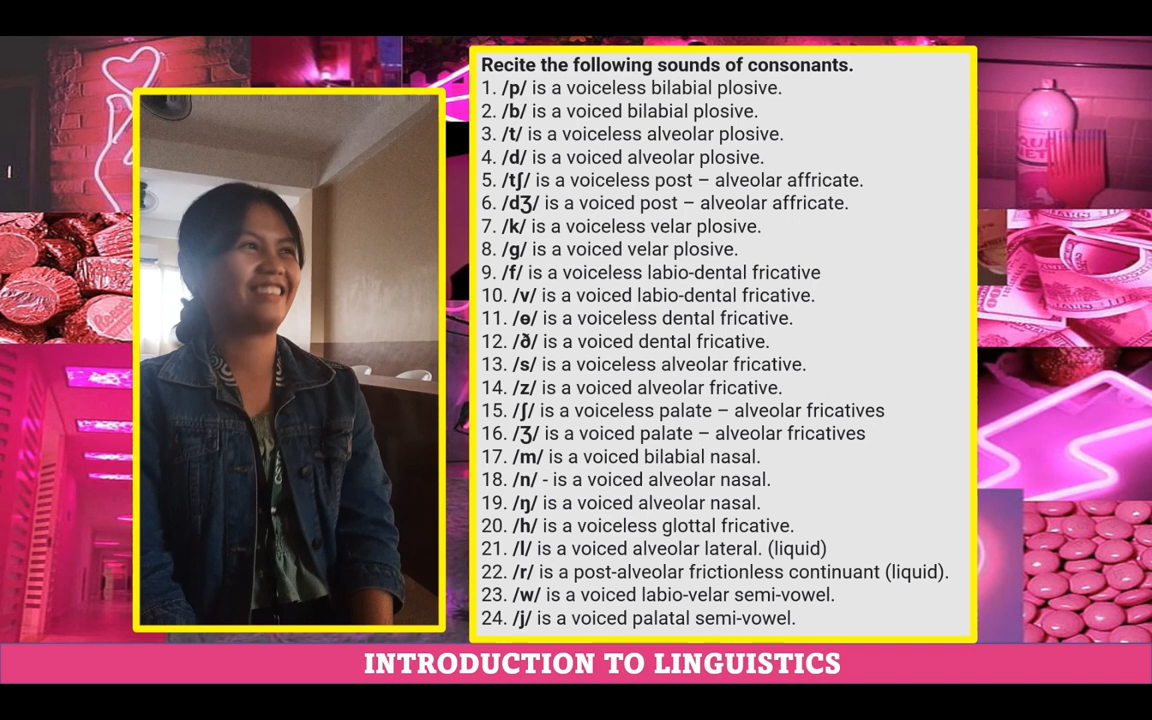 Recite the following sounds of consonants.
1. /p/ is a voiceless bilabial plosive.
2. /b/ is a voiced bilabial plosive.
3. /t/ is a voiceless alveolar plosive.
4. /d/ is a voiced alveolar plosive.
5. /tʃ/ is a voiceless post – alveolar affricate.
6. /dƷ/ is a voiced post – alveolar affricate.
7. /k/ is a voiceless velar plosive.
8. /g/ is a voiced velar plosive.
9. /f/ is a voiceless labio-dental fricative
10. /v/ is a voiced labio-dental fricative.
11. /ɵ/ is a voiceless dental fricative.
12. /ð/ is a voiced dental fricative.
13. /s/ is a voiceless alveolar fricative.
14. /z/ is a voiced alveolar fricative.
15. /ʃ/ is a voiceless palate – alveolar fricatives
16. /Ʒ/ is a voiced palate – alveolar fricatives
17. /m/ is a voiced bilabial nasal.
18. /n/ - is a voiced alveolar nasal.
19. /ŋ/ is a voiced alveolar nasal.
20. /h/ is a voiceless glottal fricative.
21. /l/ is a voiced alveolar lateral. (liquid)
22. /r/ is a post-alveolar frictionless continuant (liquid).
23. /w/ is a voiced labio-velar semi-vowel.
24. /j/ is a voiced palatal semi-vowel.
INTRODUCTION TO LINGUISTICS